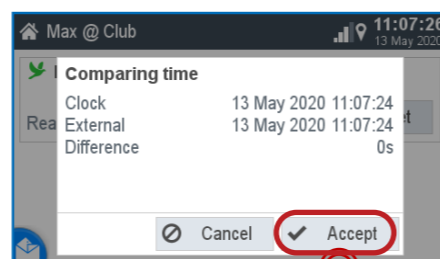 Max @ Club
11:07:26
13 May 2020
Comparing time
Clock 13 May 2020 11:07:24
Rea
External 13 May 2020 11:07:24
Difference 0s
Cancel Accept